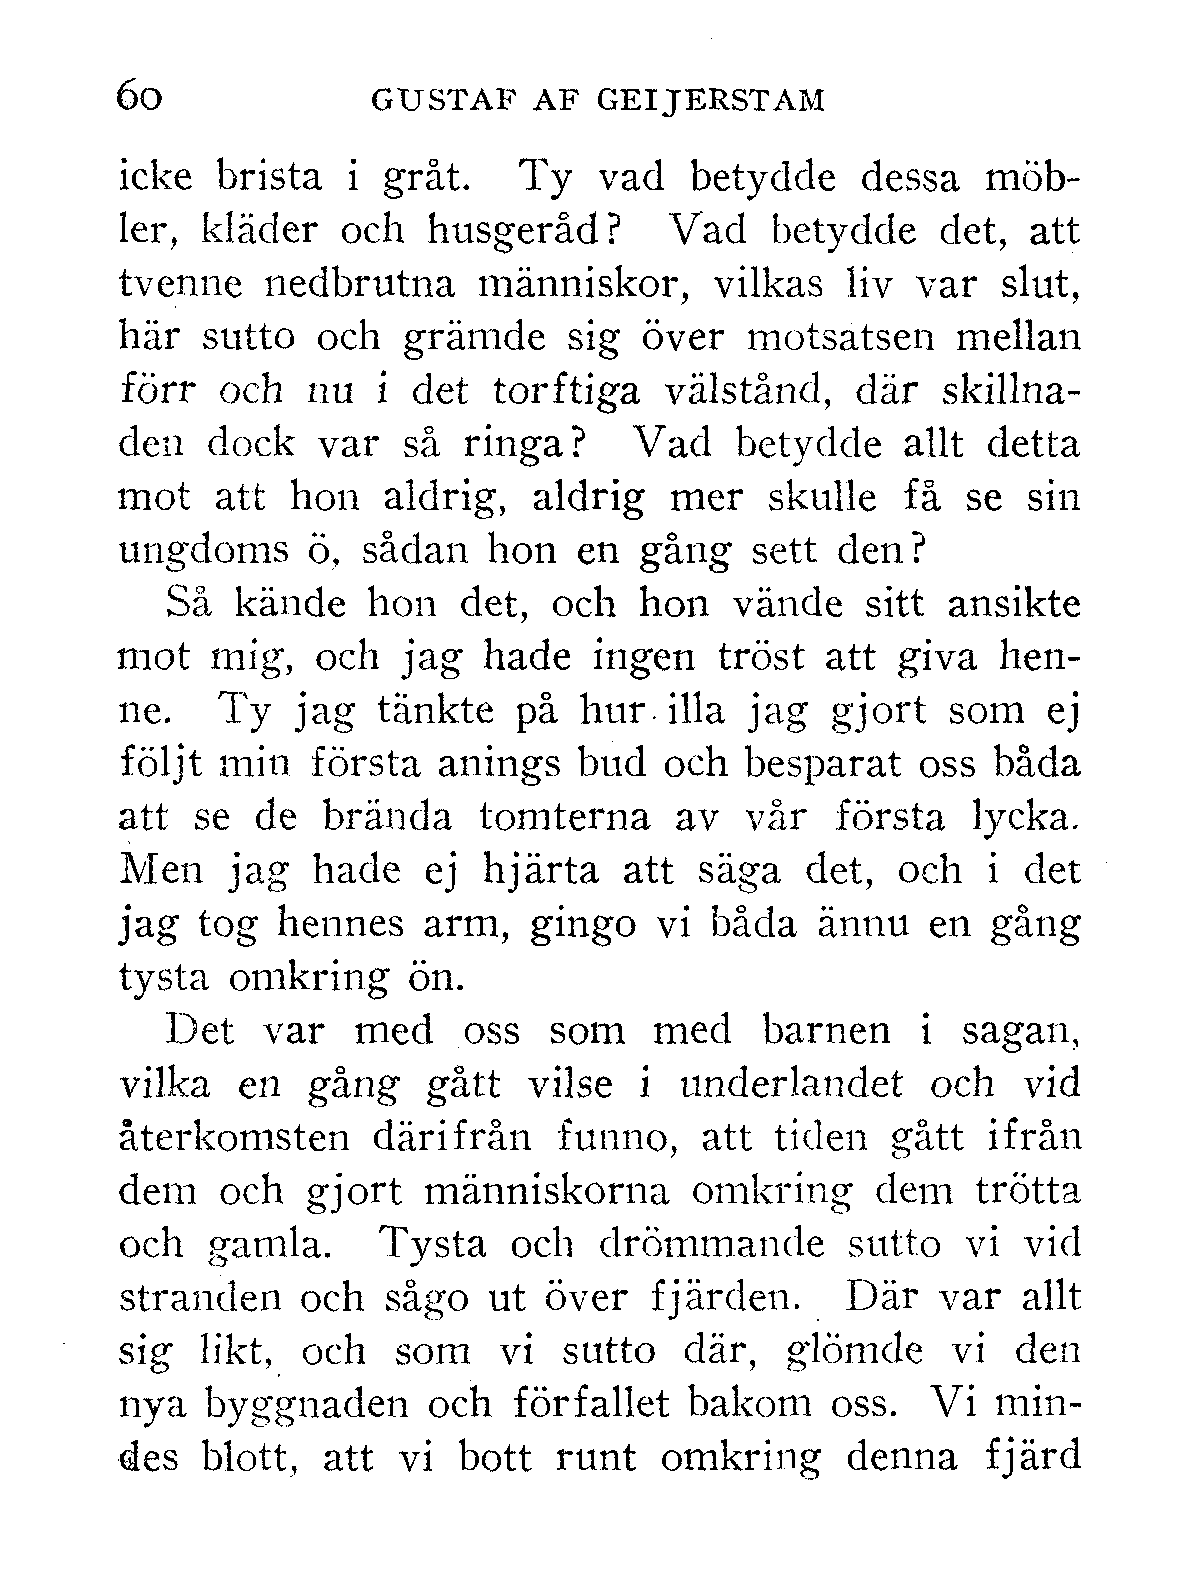 60 GUSTAF AF GEIJERSTAM
icke brista i gråt. Ty vad betydde dessa möb-
ler, kläder och husgeråd? Vad betydde det, att
tvenne nedbrutna människor, vilkas liv var slut,
här sutto och grämde sig över motsatsen mellan
förr och nu i det torftiga välstånd, där skillna-
den dock var så ringa? Vad betydde allt detta
mot att hon aldrig, aldrig mer skulle få se sin
ungdoms ö, sådan hon en gång sett den?
Så kände hon det, och hon vände sitt ansikte
mot mig, och jag hade ingen tröst att giva hen-
ne. Ty jag tänkte på hur illa jag gjort som ej
följt min första anings bud och besparat oss båda
att se de brända tomterna av vår första lycka.
Men jag hade ej hjärta att säga det, och i det
jag tog hennes arm, gingo vi båda ännu en gång
tysta omkring ön.
Det var med oss som med barnen i sagan,
vilka en gång gått vilse i underlandet och vid
återkomsten därifrån funno, att tiden gått ifrån
dem och gjort människorna omkring dem trötta
och gamla. Tysta och drömmande sutto vi vid
stranden och sågo ut över fjärden. Där var allt
sig likt, och som vi sutto där, glömde vi den
nya byggnaden och förfallet bakom oss. Vi min-
des blott, att vi bott runt omkring denna fjärd